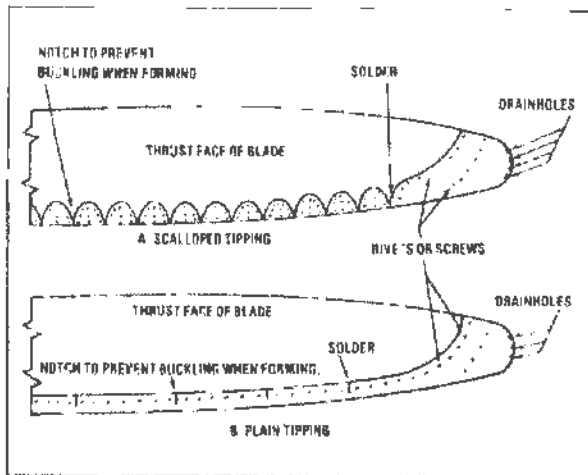 NOTCH TO PREVENT
BUCKLING WHEN FORMING
SOLDER
DRAINHOLES
THRUST FACE OF BLADE
A. SCALLOPED TIPPING
RIVETS OR SCREWS
DRAINHOLES
THRUST FACE OF BLADE
SOLDER
NOTCH TO PREVENT BUCKLING WHEN FORMING.
B. PLAIN TIPPING